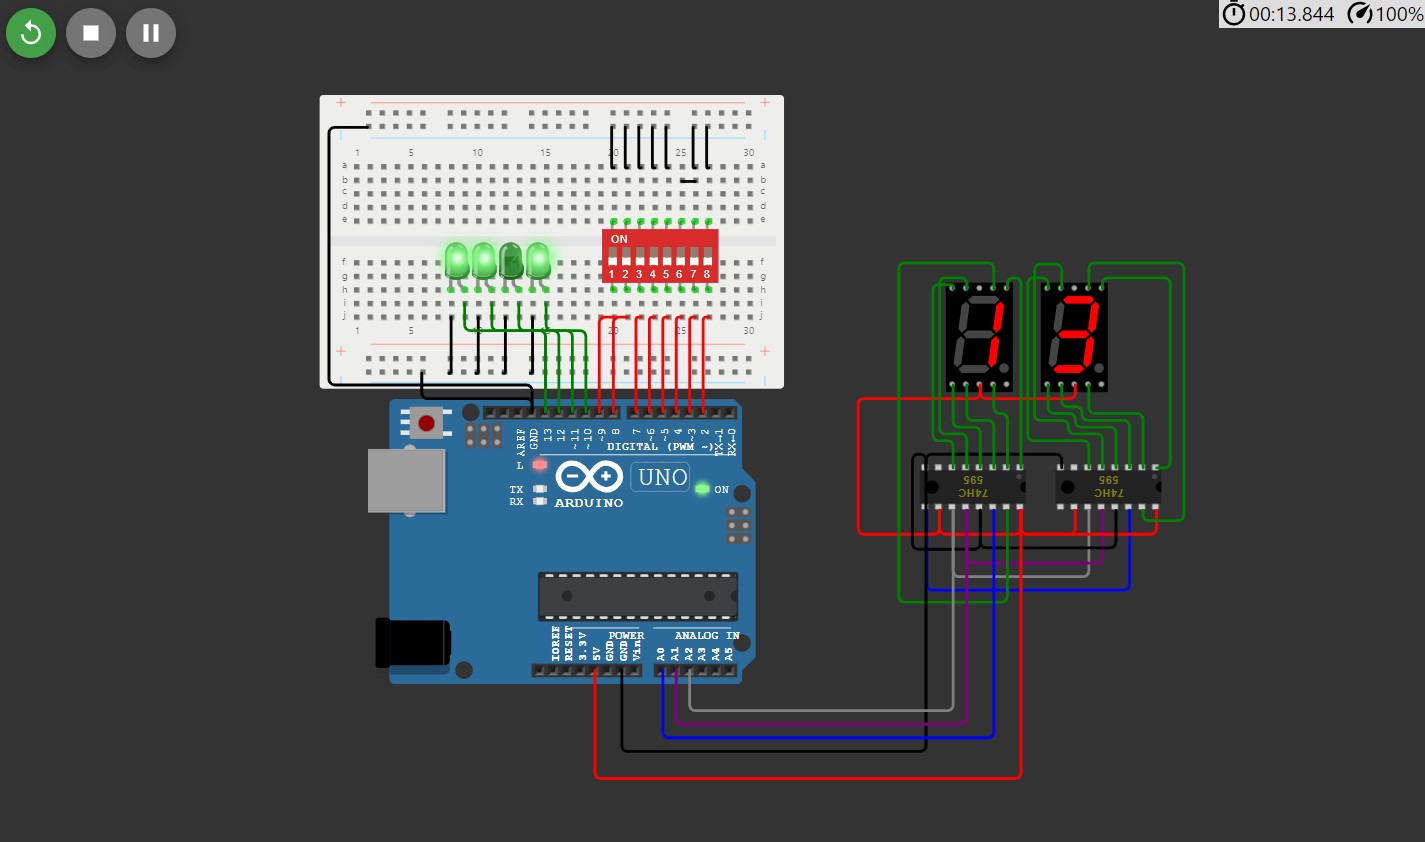 00:13.844 100%
1 5 10 15 20 25 30
a a
b b
c c
d d
e e
ON
f f
g g
h h
1 2 3 4 5 6 7 8
i i
j j
1 5 10 15 20 25 30
AREF GND 13 12 ~11 ~10 ~9 8 7 ~6 ~5 4 ~3 2 TX→1 RX←0
DIGITAL (PWM ~)
L
UNO
TX
RX
ON
ARDUINO
74HC
595
74HC
595
POWER
ANALOG IN
IOREF RESET 3.3V 5V GND GND Vin A0 A1 A2 A3 A4 A5
1 3